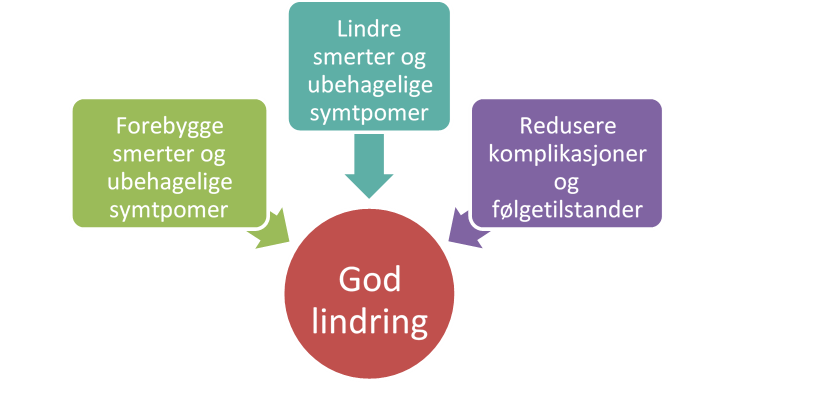 Forebygge
smerter og
ubehagelige
symtpomer
Lindre
smerter og
ubehagelige
symtpomer
Redusere
komplikasjoner
og
følgetilstander
God
lindring